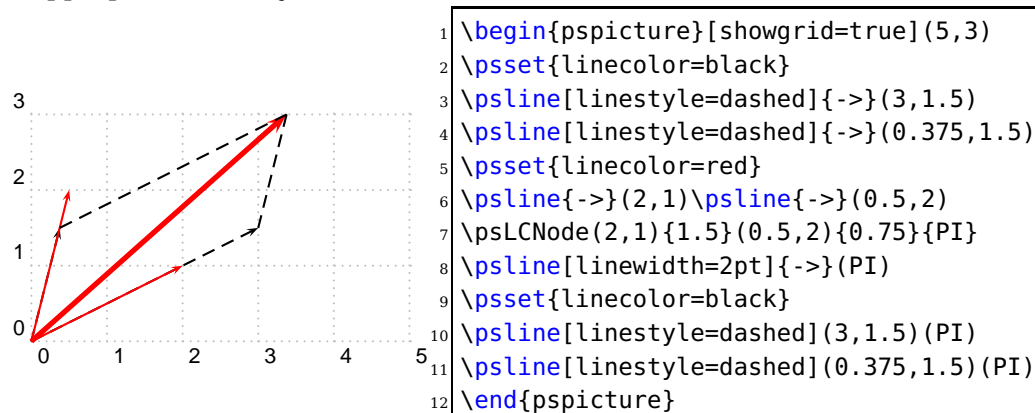 3
2
1
0
0 1 2 3 4 5
1 \begin{pspicture}[showgrid=true](5,3)
2 \psset{linecolor=black}
3 \psline[linestyle=dashed]{->}(3,1.5)
4 \psline[linestyle=dashed]{->}(0.375,1.5)
5 \psset{linecolor=red}
6 \psline{->}(2,1)\psline{->}(0.5,2)
7 \psLCNode(2,1){1.5}(0.5,2){0.75}{PI}
8 \psline[linewidth=2pt]{->}(PI)
9 \psset{linecolor=black}
10 \psline[linestyle=dashed](3,1.5)(PI)
11 \psline[linestyle=dashed](0.375,1.5)(PI)
12 \end{pspicture}